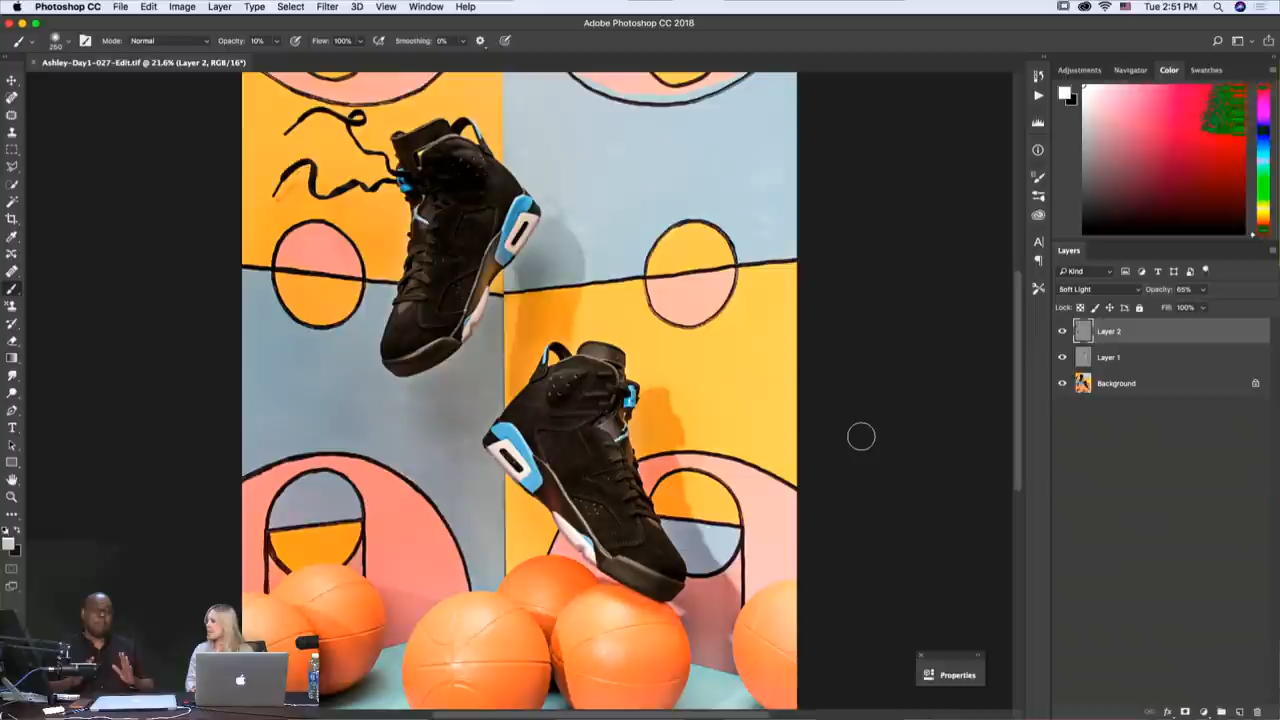 Photoshop CC File Edit Image Layer Type Select Filter 3D View Window Help Tue 2:51 PM
Adobe Photoshop CC 2018
250 Mode: Normal Opacity: 10% Flow: 100% Smoothing: 0%
Ashley-Day1-027-Edit.tif @ 21.6% (Layer 2, RGB/16*)
Adjustments Navigator Color Swatches
Layers
Kind
Soft Light Opacity: 65%
Lock: Fill: 100%
Layer 2
Layer 1
Background
Properties